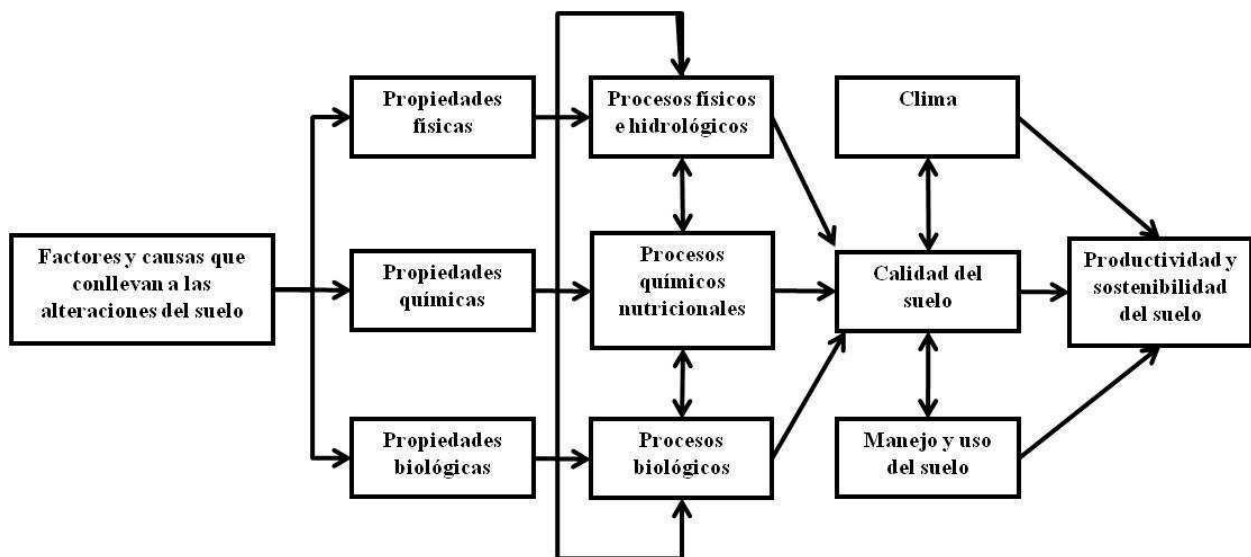 Factores y causas que
conllevan a las
alteraciones del suelo
Propiedades
físicas
Propiedades
químicas
Propiedades
biológicas
Procesos físicos
e hidrológicos
Procesos
químicos
nutricionales
Procesos
biológicos
Clima
Calidad del
suelo
Manejo y uso
del suelo
Productividad y
sostenibilidad
del suelo